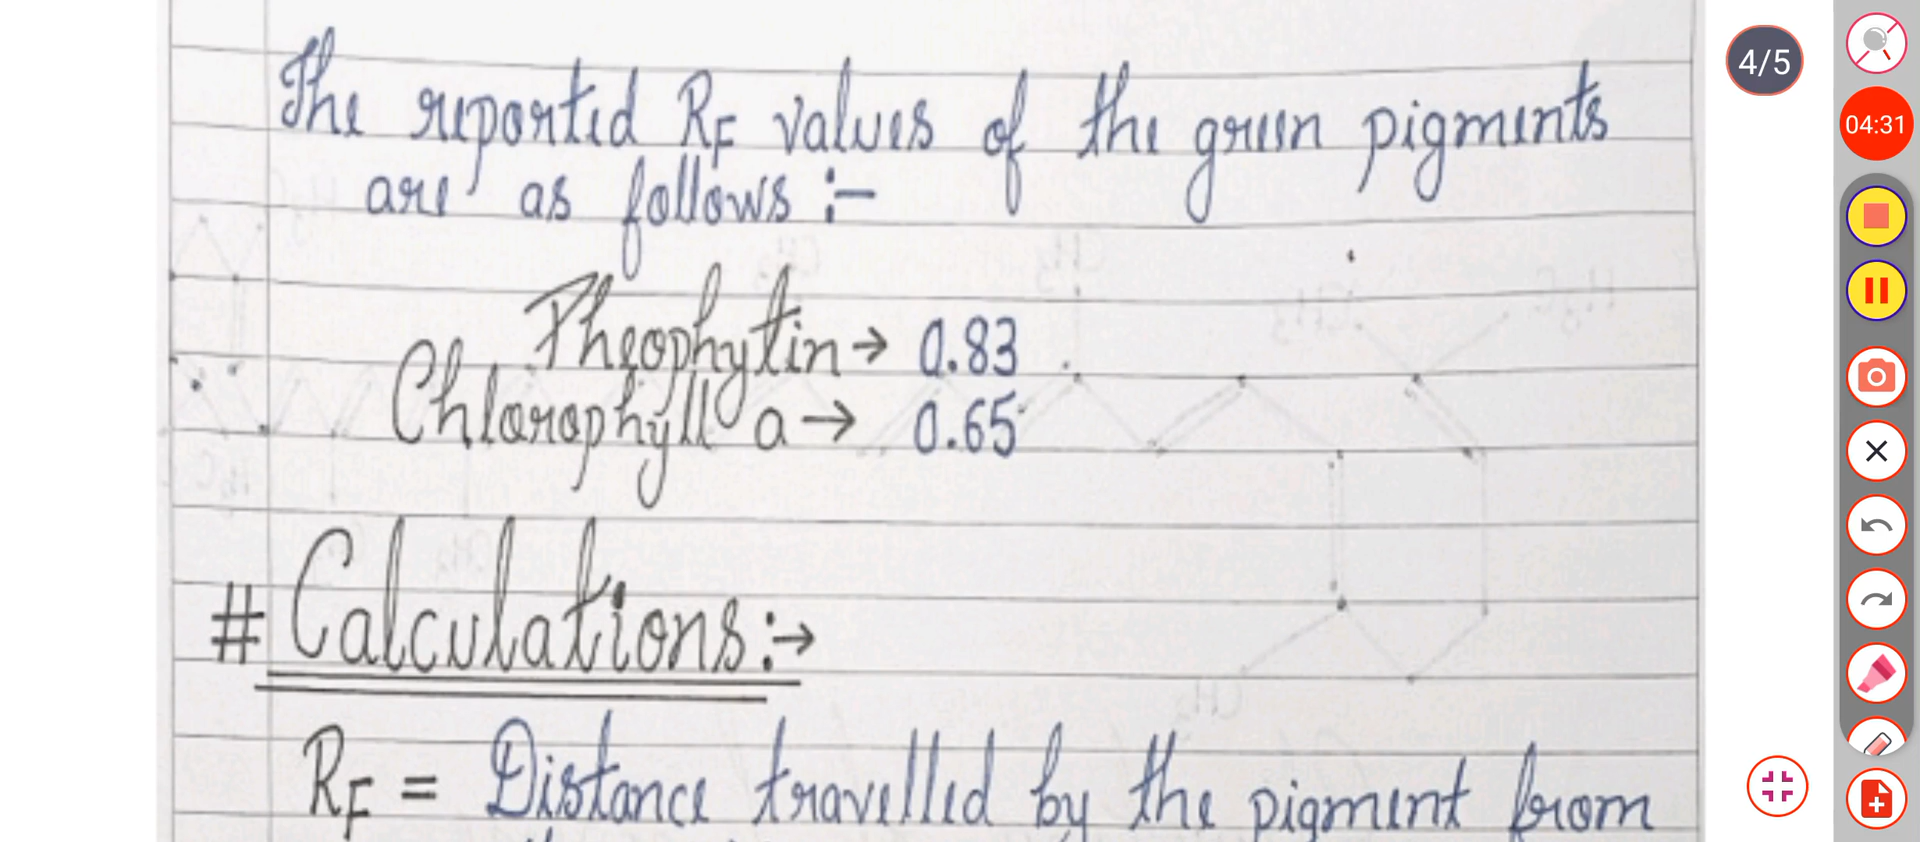 The reported RF values of the green pigments
are as follows :-
Pheophytin → 0.83
Chlorophyll a → 0.65
# Calculations :→
RF = Distance travelled by the pigment from
4/5
04:31